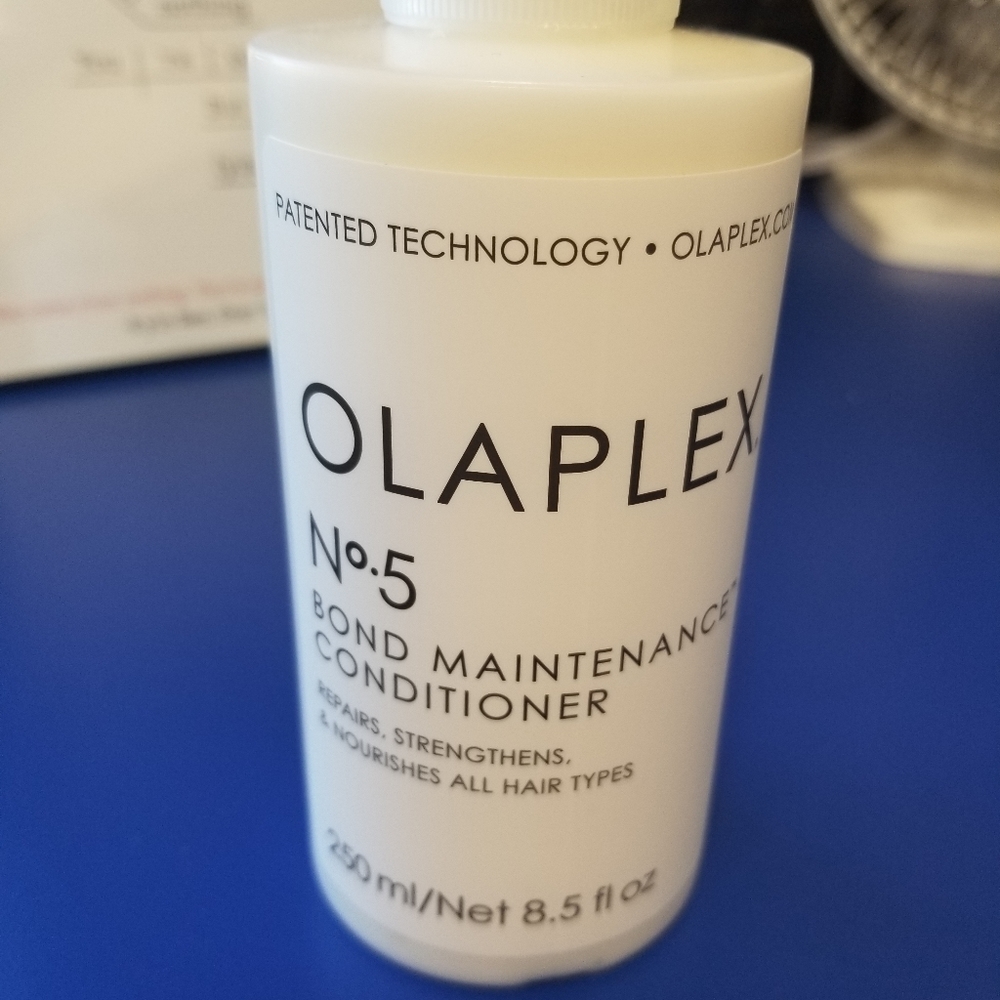 PATENTED TECHNOLOGY • OLAPLEX.COM
OLAPLEX.
Nº.5
BOND MAINTENANCE™
CONDITIONER
REPAIRS, STRENGTHENS,
& NOURISHES ALL HAIR TYPES
250 ml/Net 8.5 fl oz